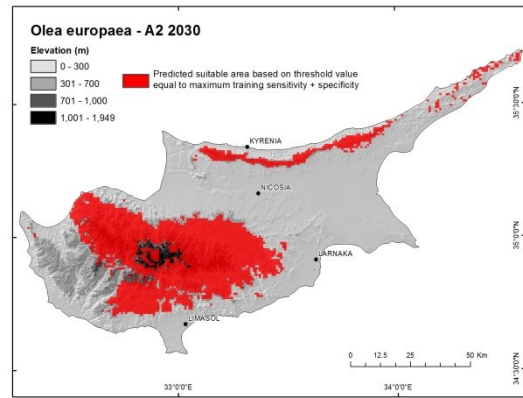 Olea europaea - A2 2030
Elevation (m)
0 - 300
301 - 700
701 - 1,000
1,001 - 1,949
Predicted suitable area based on threshold value
equal to maximum training sensitivity + specificity
KYRENIA
NICOSIA
LARNAKA
LIMASOL
35°30'0"N
35°0'0"N
34°30'0"N
0 12.5 25 50 Km
33°0'0"E
34°0'0"E